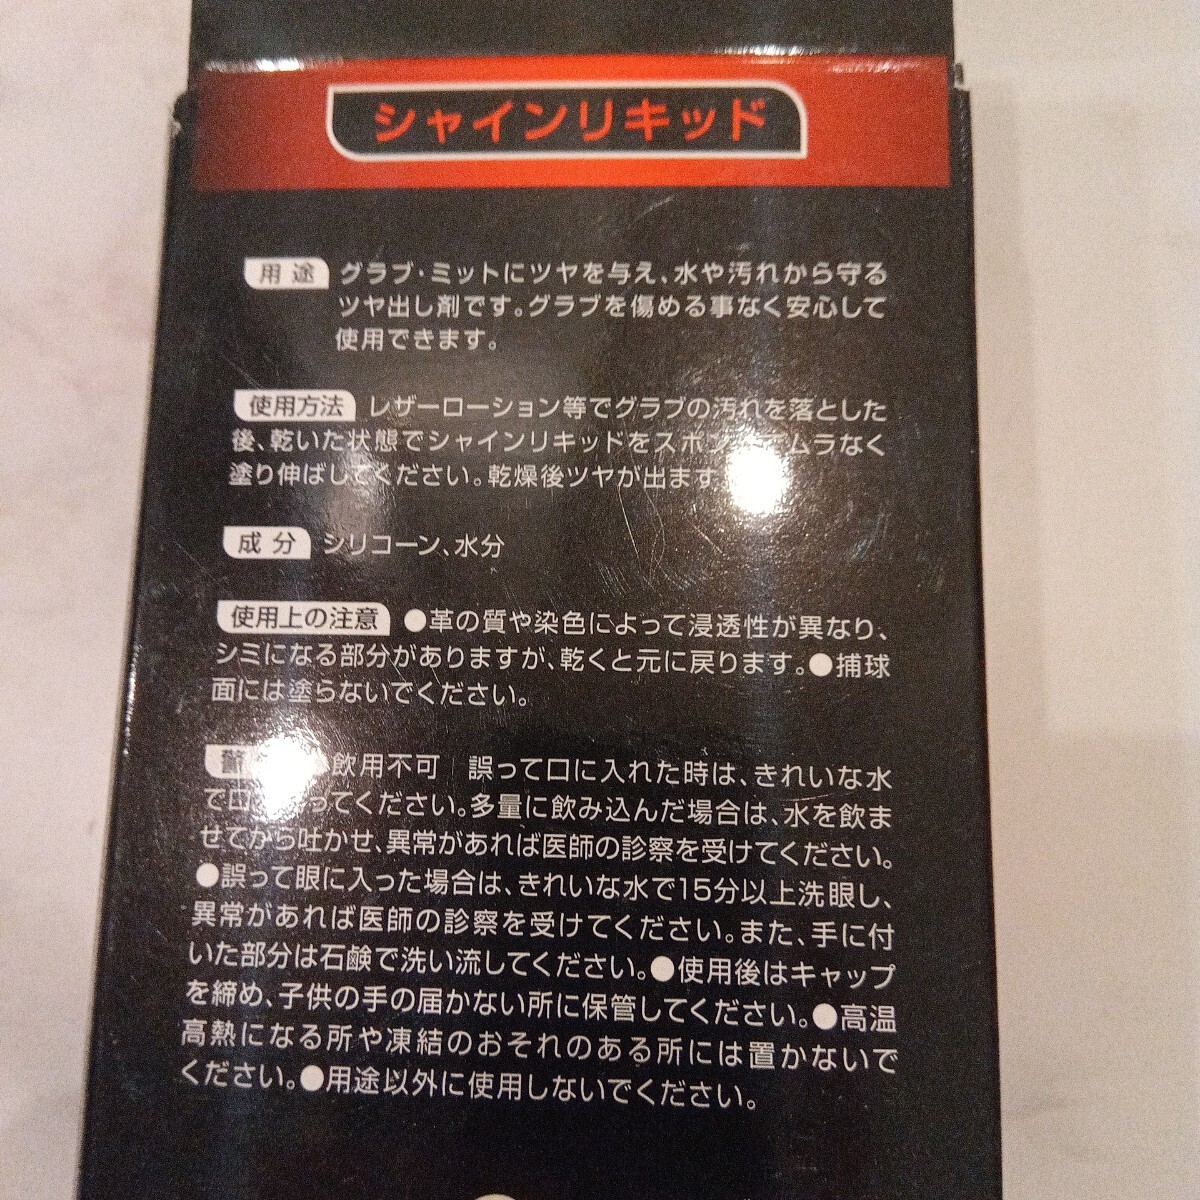 シャインリキッド
用途 グラブ・ミットにツヤを与え、水や汚れから守る
ツヤ出し剤です。グラブを傷める事なく安心して
使用できます。
使用方法 レザーローション等でグラブの汚れを落とした
後、乾いた状態でシャインリキッドをスポン ムラなく
塗り伸ばしてください。乾燥後ツヤが出ます
成分 シリコーン、水分
使用上の注意 ●革の質や染色によって浸透性が異なり、
シミになる部分がありますが、乾くと元に戻ります。●捕球
面には塗らないでください。
警 飲用不可 誤って口に入れた時は、きれいな水
で口 ってください。多量に飲み込んだ場合は、水を飲ま
せてから吐かせ、異常があれば医師の診察を受けてください。
●誤って眼に入った場合は、きれいな水で15分以上洗眼し、
異常があれば医師の診察を受けてください。また、手に付
いた部分は石鹸で洗い流してください。●使用後はキャップ
を締め、子供の手の届かない所に保管してください。●高温
高熱になる所や凍結のおそれのある所には置かないで
ください。●用途以外に使用しないでください。